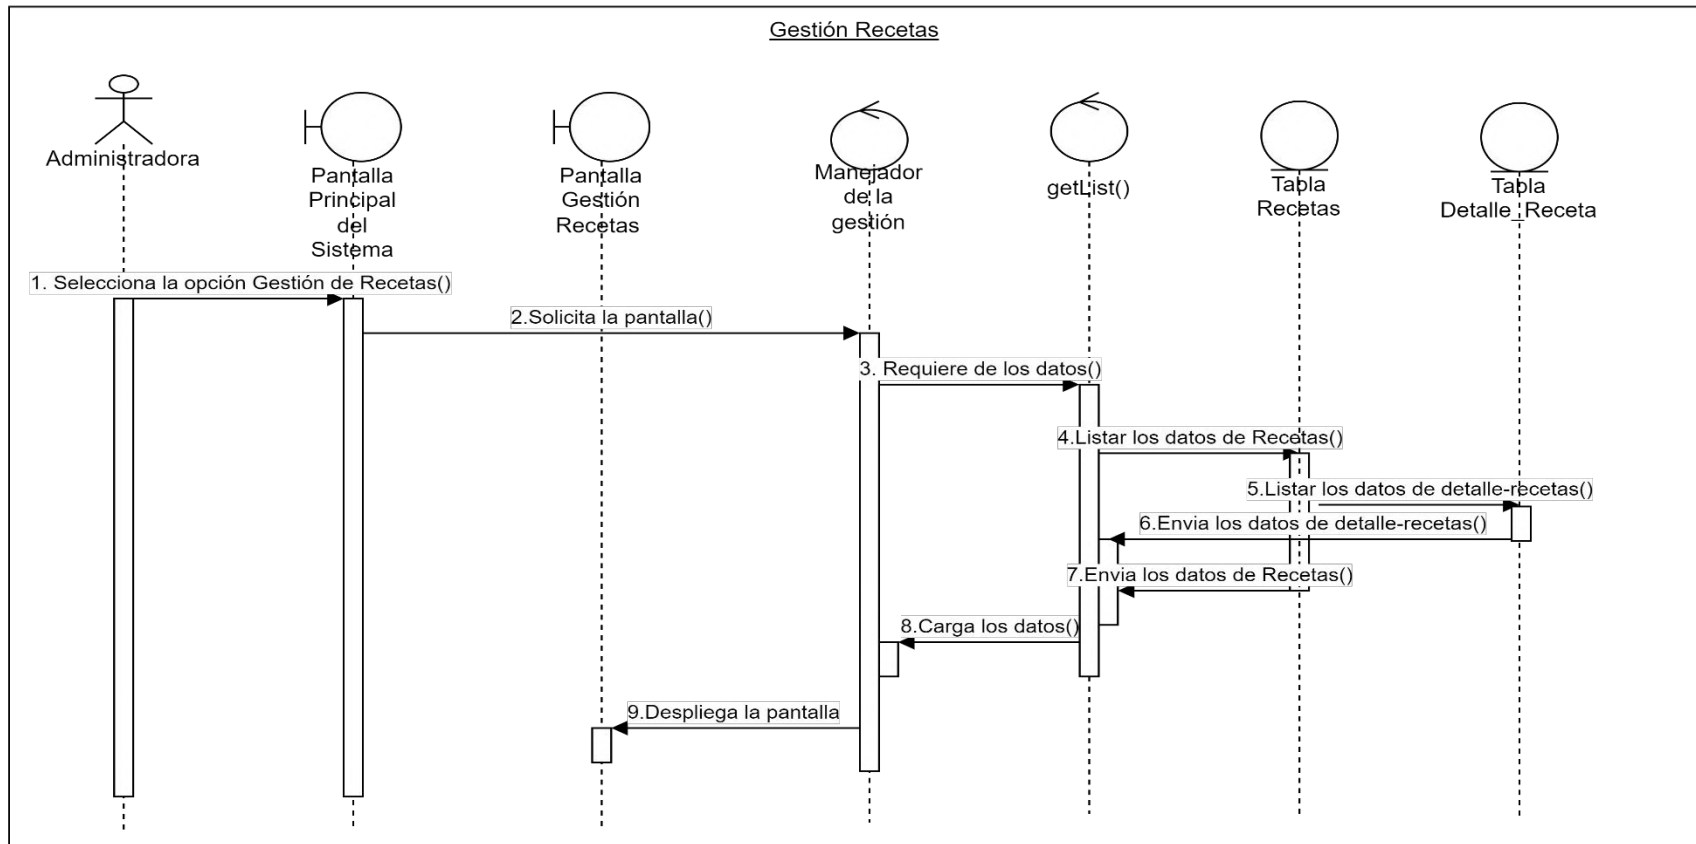 Gestión Recetas
Administradora
Pantalla
Principal
del
Sistema
Pantalla
Gestión
Recetas
Manejador
de la
gestión
getList()
Tabla
Recetas
Tabla
Detalle_Receta
1. Selecciona la opción Gestión de Recetas()
2.Solicita la pantalla()
3. Requiere de los datos()
4.Listar los datos de Recetas()
5.Listar los datos de detalle-recetas()
6.Envia los datos de detalle-recetas()
7.Envia los datos de Recetas()
8.Carga los datos()
9.Despliega la pantalla